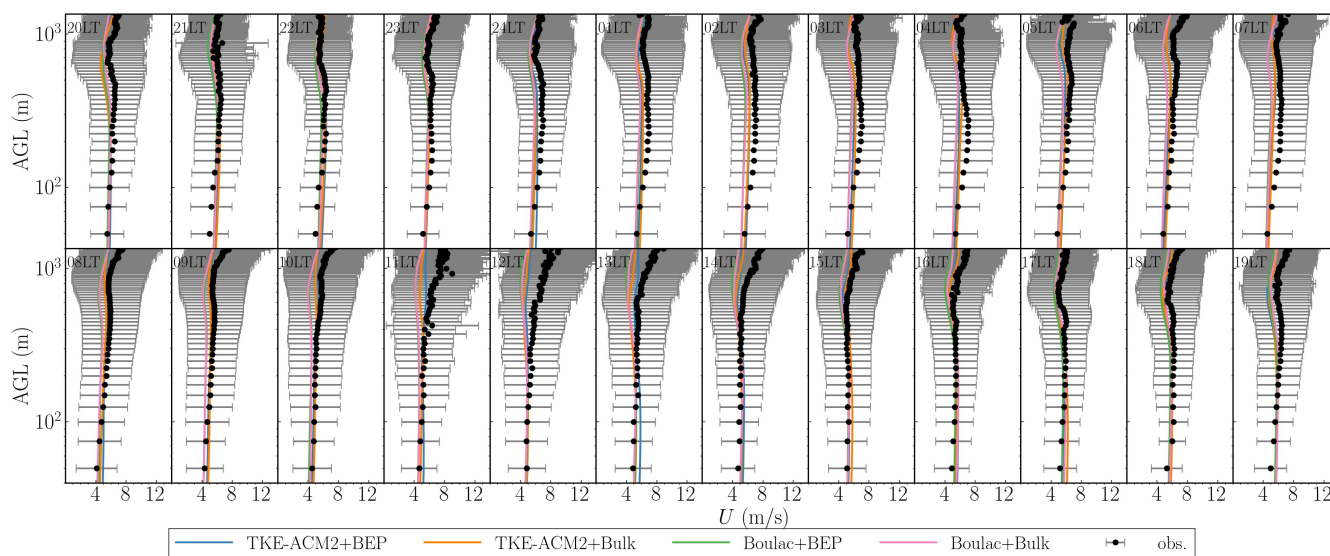 20LT 21LT 22LT 23LT 24LT 01LT 02LT 03LT 04LT 05LT 06LT 07LT
10³
AGL (m)
10²
08LT 09LT 10LT 11LT 12LT 13LT 14LT 15LT 16LT 17LT 18LT 19LT
10³
AGL (m)
10²
4 8 12 4 8 12 4 8 12 4 8 12 4 8 12 4 8 12 4 8 12 4 8 12 4 8 12 4 8 12 4 8 12 4 8 12
U (m/s)
TKE-ACM2+BEP TKE-ACM2+Bulk Boulac+BEP Boulac+Bulk obs.